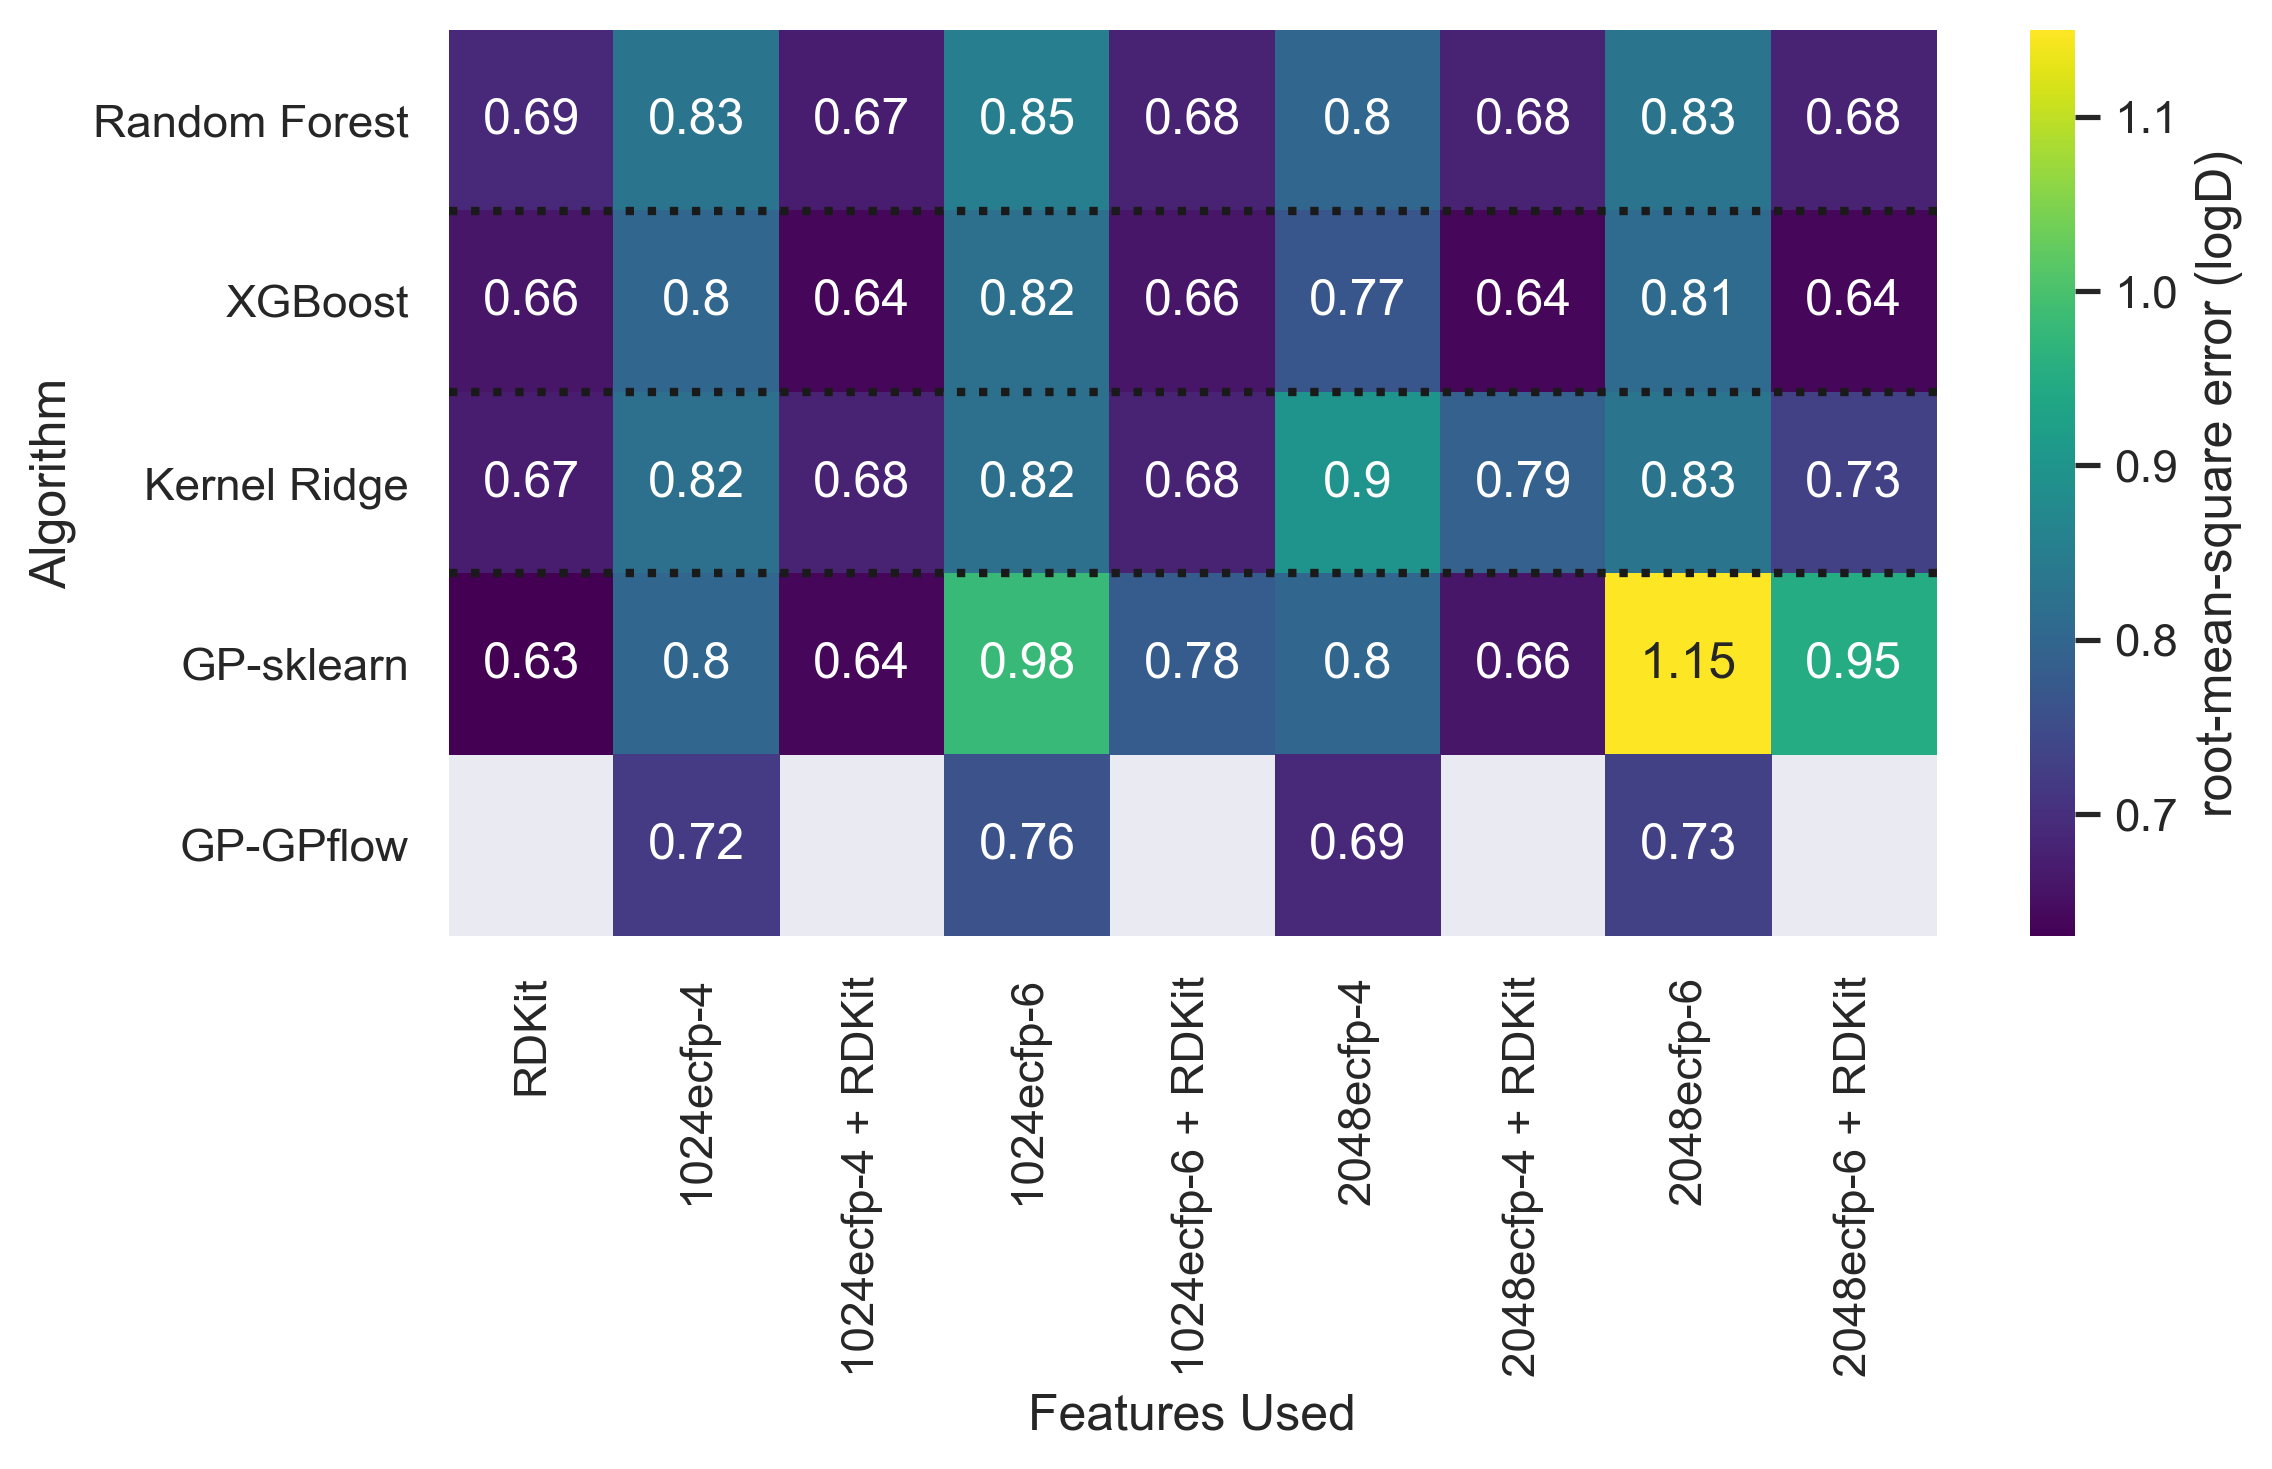 Random Forest 0.69 0.83 0.67 0.85 0.68 0.8 0.68 0.83 0.68
XGBoost 0.66 0.8 0.64 0.82 0.66 0.77 0.64 0.81 0.64
Kernel Ridge 0.67 0.82 0.68 0.82 0.68 0.9 0.79 0.83 0.73
GP-sklearn 0.63 0.8 0.64 0.98 0.78 0.8 0.66 1.15 0.95
GP-GPflow 0.72 0.76 0.69 0.73
Algorithm
RDKit
1024ecfp-4
1024ecfp-4 + RDKit
1024ecfp-6
1024ecfp-6 + RDKit
2048ecfp-4
2048ecfp-4 + RDKit
2048ecfp-6
2048ecfp-6 + RDKit
Features Used
1.1
1.0
0.9
0.8
0.7
root-mean-square error (logD)